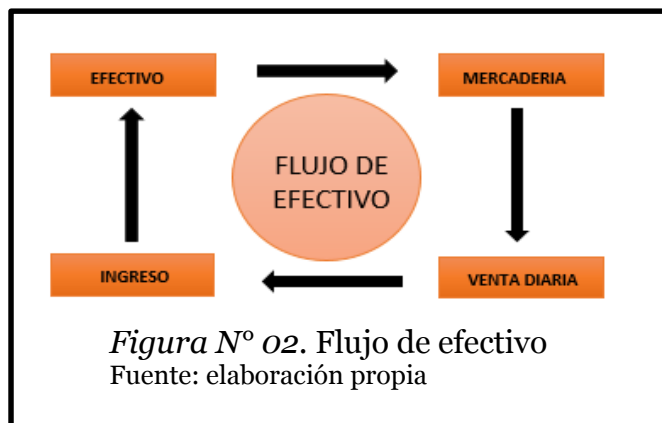 EFECTIVO
MERCADERIA
FLUJO DE
EFECTIVO
INGRESO
VENTA DIARIA
Figura N° 02. Flujo de efectivo
Fuente: elaboración propia